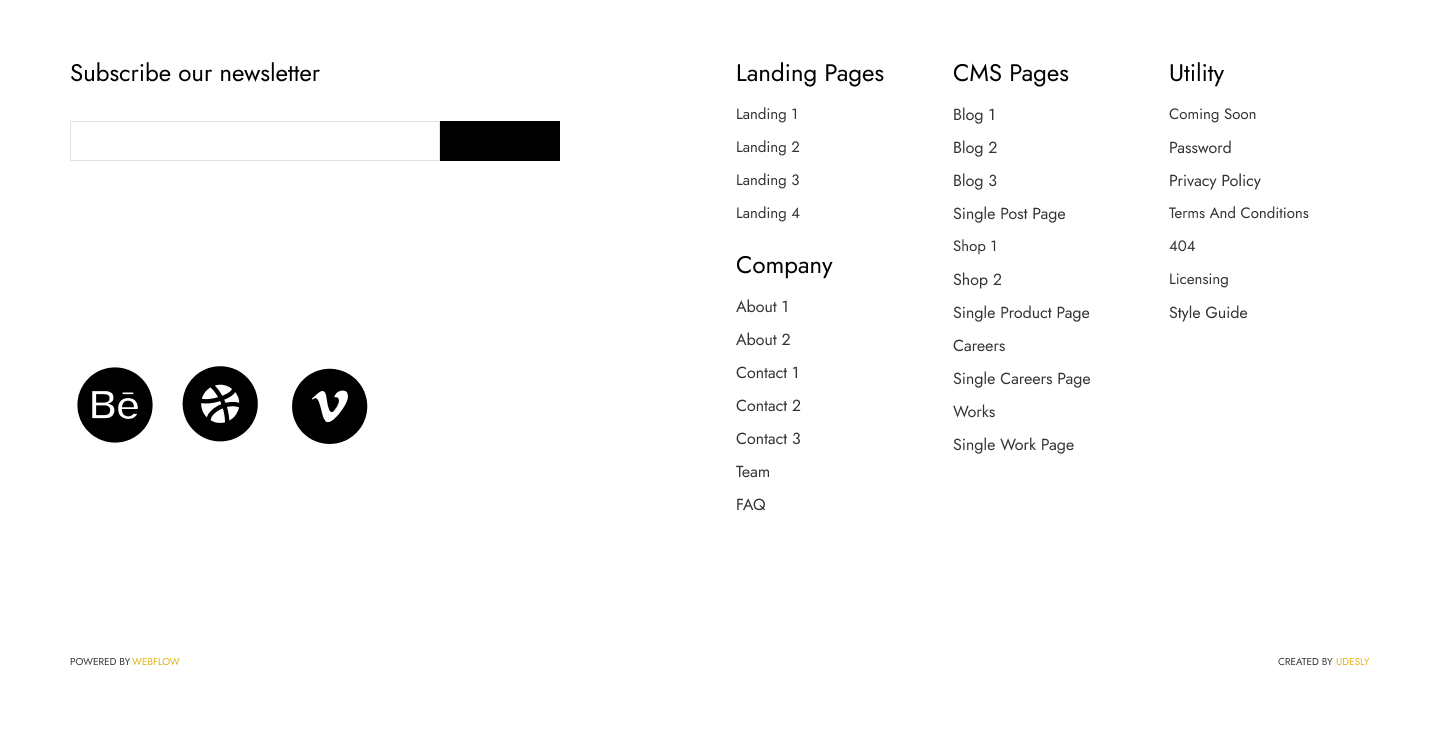 Subscribe our newsletter
Bē
Landing Pages
Landing 1
Landing 2
Landing 3
Landing 4
Company
About 1
About 2
Contact 1
Contact 2
Contact 3
Team
FAQ
CMS Pages
Blog 1
Blog 2
Blog 3
Single Post Page
Shop 1
Shop 2
Single Product Page
Careers
Single Careers Page
Works
Single Work Page
Utility
Coming Soon
Password
Privacy Policy
Terms And Conditions
404
Licensing
Style Guide
POWERED BY WEBFLOW
CREATED BY UDESLY